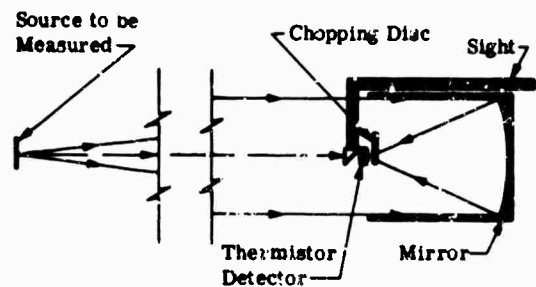 Source to be
Measured
Chopping Disc
Sight
Thermistor
Detector
Mirror